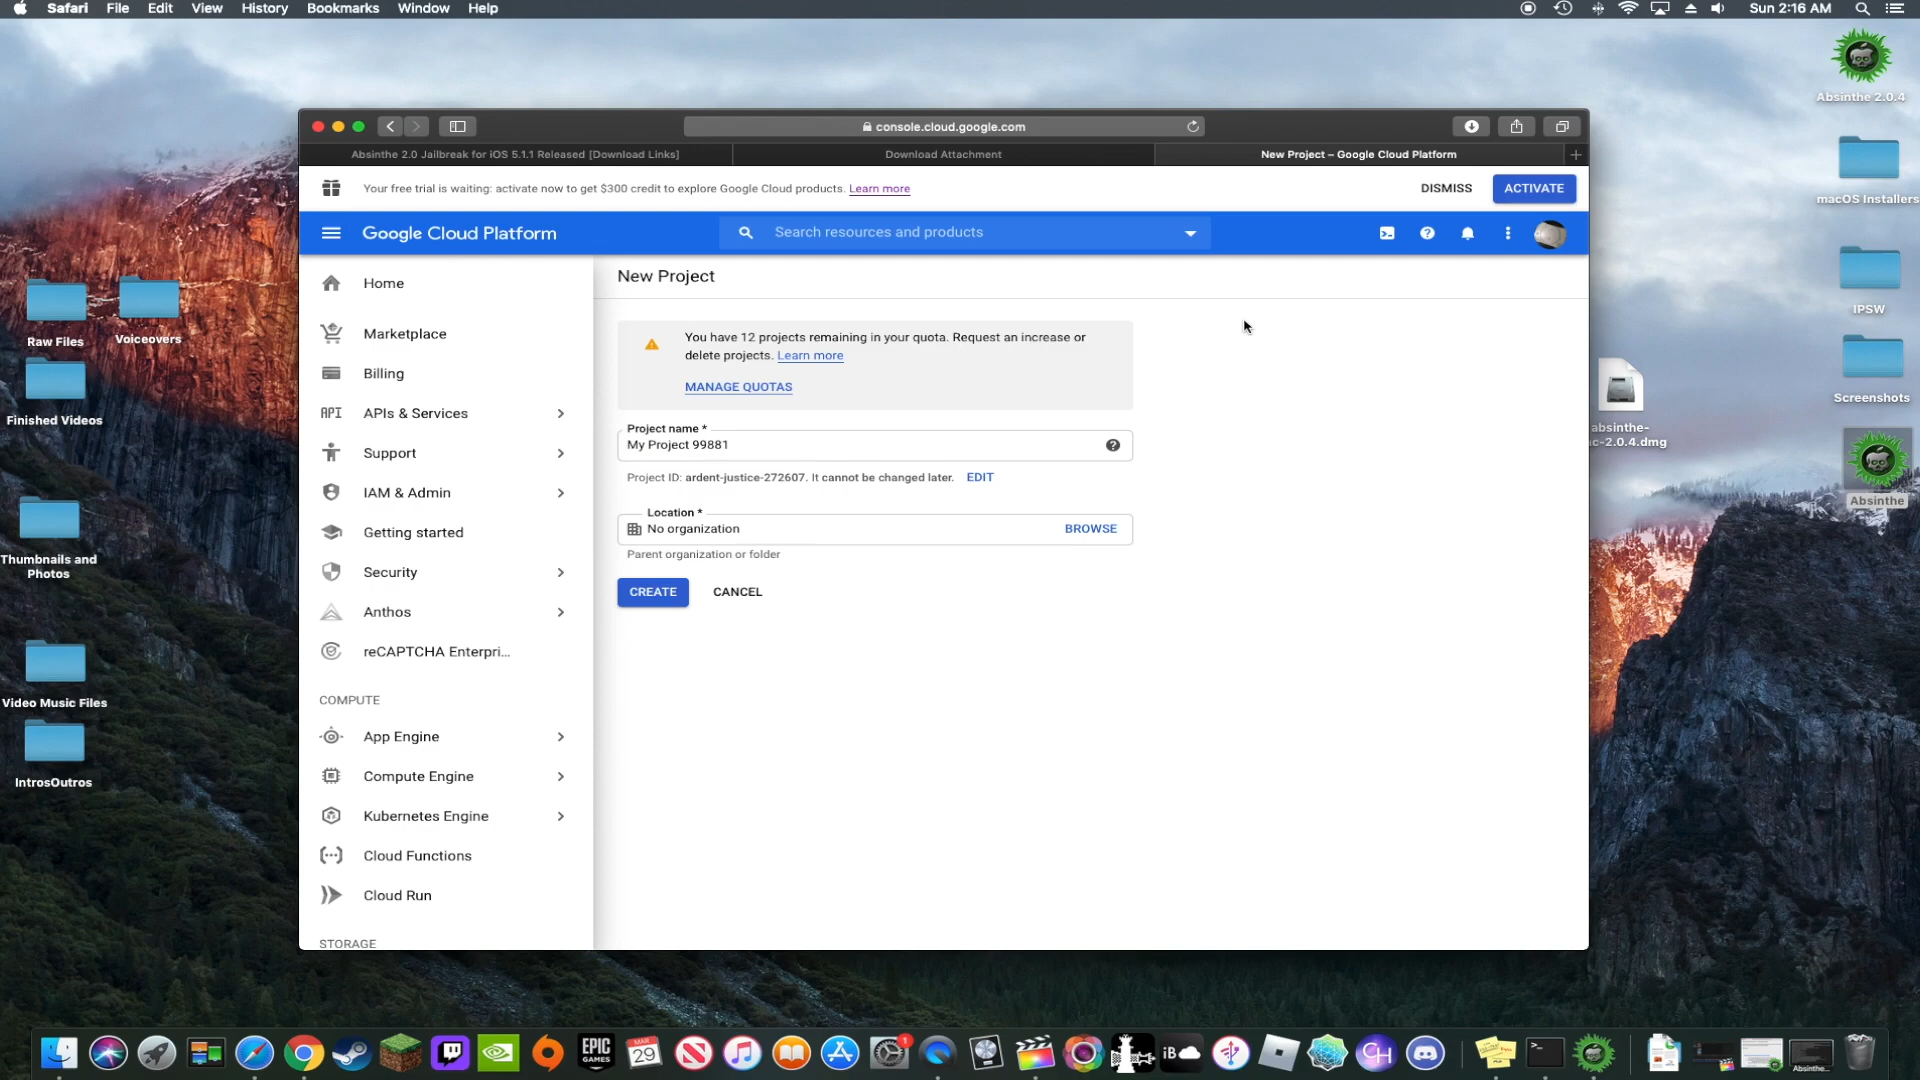 Safari File Edit View History Bookmarks Window Help
Sun 2:16 AM
Absinthe 2.0.4
macOS Installers
IPSW
Screenshots
absinthe-
c-2.0.4.dmg
Absinthe
Raw Files
Voiceovers
Finished Videos
Thumbnails and
Photos
Video Music Files
IntrosOutros
console.cloud.google.com
Absinthe 2.0 Jailbreak for iOS 5.1.1 Released [Download Links]
Download Attachment
New Project – Google Cloud Platform
Your free trial is waiting: activate now to get $300 credit to explore Google Cloud products. Learn more
DISMISS
ACTIVATE
Google Cloud Platform
Search resources and products
Home
Marketplace
Billing
API APIs & Services
Support
IAM & Admin
Getting started
Security
Anthos
reCAPTCHA Enterpri...
COMPUTE
App Engine
Compute Engine
Kubernetes Engine
Cloud Functions
Cloud Run
STORAGE
New Project
You have 12 projects remaining in your quota. Request an increase or
delete projects. Learn more
MANAGE QUOTAS
Project name *
My Project 99881
Project ID: ardent-justice-272607. It cannot be changed later. EDIT
Location *
No organization
BROWSE
Parent organization or folder
CREATE
CANCEL
EPIC
GAMES
MAR
29
1
iB
CH
Absinthe...